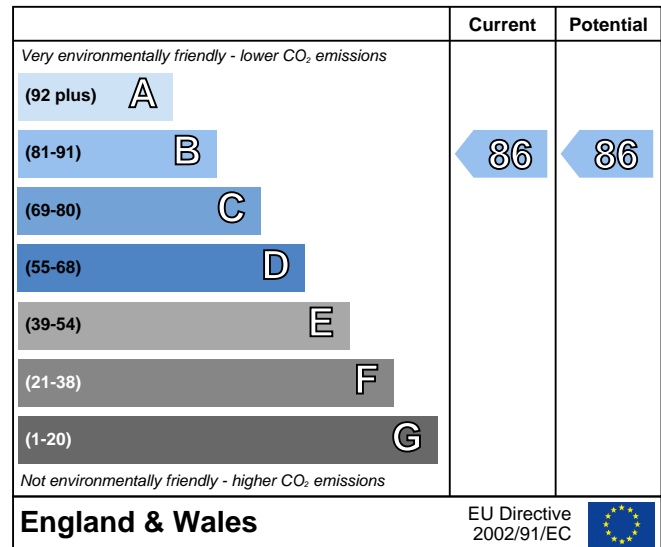 Current Potential
Very environmentally friendly - lower CO₂ emissions
(92 plus) A
(81-91) B 86 86
(69-80) C
(55-68) D
(39-54) E
(21-38) F
(1-20) G
Not environmentally friendly - higher CO₂ emissions
England & Wales
EU Directive
2002/91/EC